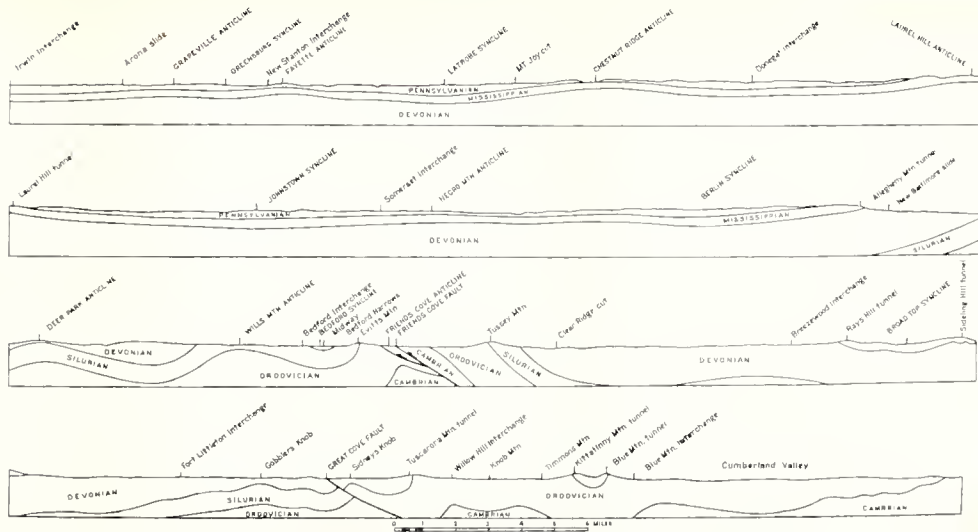 Irwin Interchange
Arona slide
GRAPEVILLE ANTICLINE
GREENSBURG SYNCLINE
New Stanton Interchange
FAYETTE ANTICLINE
LATROBE SYNCLINE
MT Joy cut
CHESTNUT RIDGE ANTICLINE
Donegal Interchange
LAUREL HILL ANTICLINE
PENNSYLVANIAN
MISSISSIPPIAN
DEVONIAN
Laurel Hill tunnel
JOHNSTOWN SYNCLINE
Somerset Interchange
NEGRO MTN ANTICLINE
BERLIN SYNCLINE
Allegheny Mtn tunnel
New Baltimore slide
PENNSYLVANIAN
MISSISSIPPIAN
DEVONIAN
SILURIAN
DEER PARK ANTICLINE
WILLS MTN ANTICLINE
Bedford Interchange
BEDFORD SYNCLINE
Midway
Bedford Narrows
Evitts Mtn
FRIENDS COVE ANTICLINE
FRIENDS COVE FAULT
Tussey Mtn
Clear Ridge cut
Breezewood Interchange
Rays Hill tunnel
BROAD TOP SYNCLINE
Sideling Hill tunnel
DEVONIAN
SILURIAN
ORDOVICIAN
CAMBRIAN
CAMBRIAN
ORDOVICIAN
SILURIAN
DEVONIAN
Fort Littleton Interchange
Gobblers Knob
GREAT COVE FAULT
Sidneys Knob
Tuscarora Mtn. tunnel
Willow Hill Interchange
Knob Mtn
Timmons Mtn
Kittatinny Mtn tunnel
Blue Mtn. tunnel
Blue Mtn. Interchange
Cumberland Valley
DEVONIAN
SILURIAN
ORDOVICIAN
ORDOVICIAN
CAMBRIAN
CAMBRIAN
0 1 2 3 4 5 6 MILES